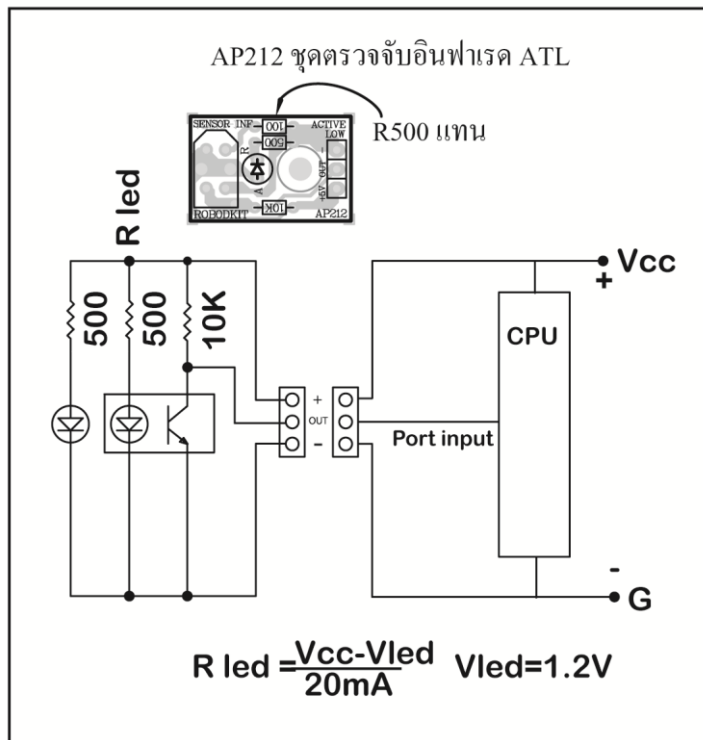 AP212 ชุดตรวจจับอินฟาเรด ATL
R500 แทน
SENSOR INF
100
ACTIVE
LOW
500
R
A
+5V OUT -
10K
ROBODKIT
AP212
R led
500
500
10K
+
OUT
-
Vcc
+
CPU
Port input
-
G
R led = Vcc-Vled
20mA
Vled=1.2V